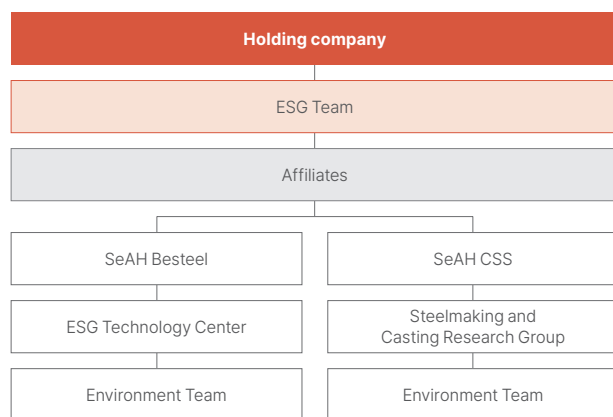 Holding company
ESG Team
Affiliates
SeAH Besteel
SeAH CSS
ESG Technology Center
Steelmaking and
Casting Research Group
Environment Team
Environment Team